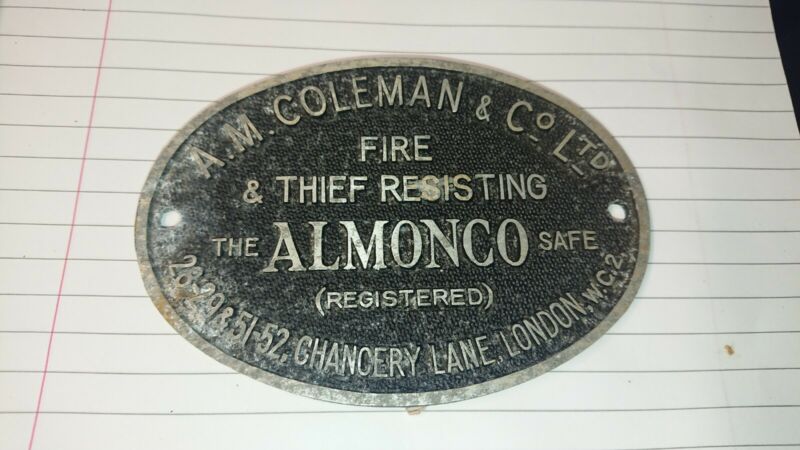 A. M. COLEMAN & Co LTD
FIRE
& THIEF RESISTING
THE ALMONCO SAFE
(REGISTERED)
28-29 & 51-52, CHANCERY LANE, LONDON, W.C.2.